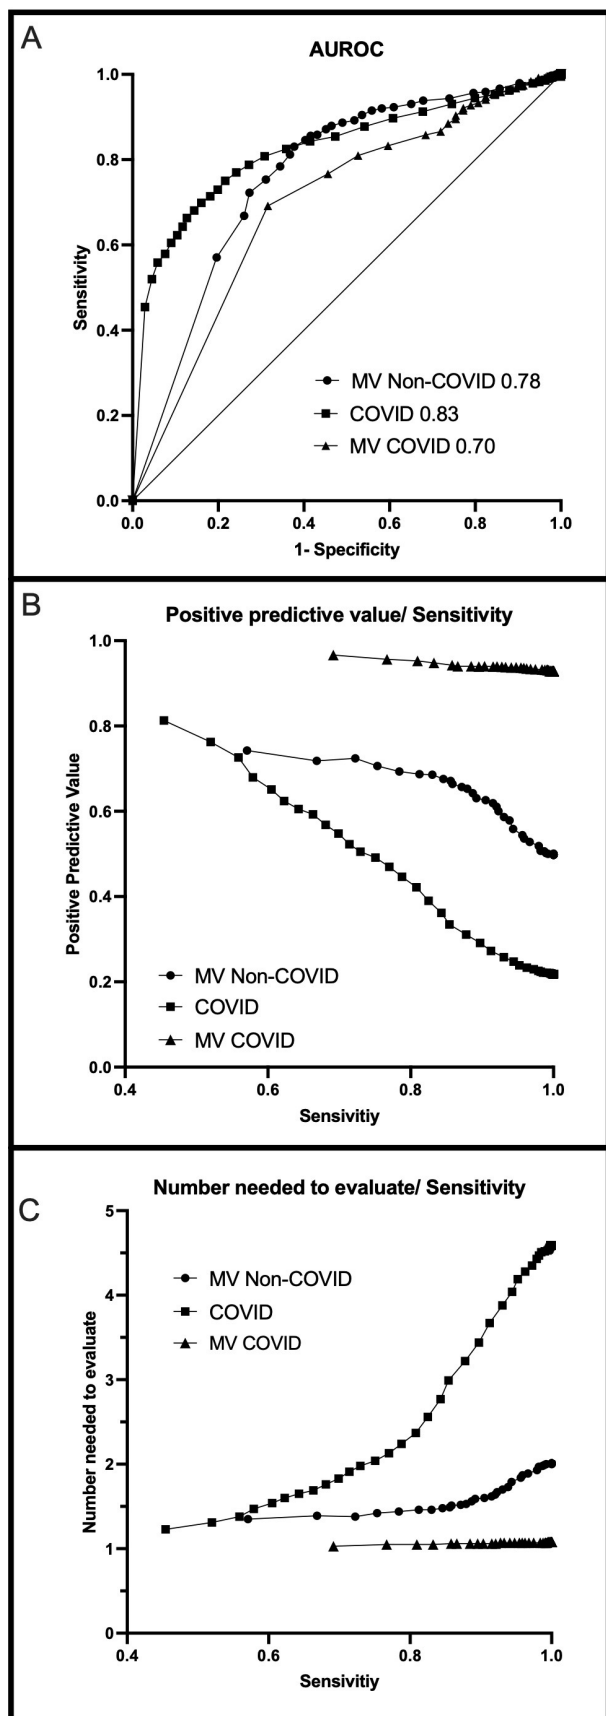 A
AUROC
1.0
0.8
0.6
0.4
0.2
0.0
Sensitivity
MV Non-COVID 0.78
COVID 0.83
MV COVID 0.70
0.0 0.2 0.4 0.6 0.8 1.0
1- Specificity
B
Positive predictive value/ Sensitivity
1.0
0.8
0.6
0.4
0.2
0.0
Positive Predictive Value
MV Non-COVID
COVID
MV COVID
0.4 0.6 0.8 1.0
Sensivitiy
C
Number needed to evaluate/ Sensitivity
5
4
3
2
1
0
Number needed to evaluate
MV Non-COVID
COVID
MV COVID
0.4 0.6 0.8 1.0
Sensivitiy